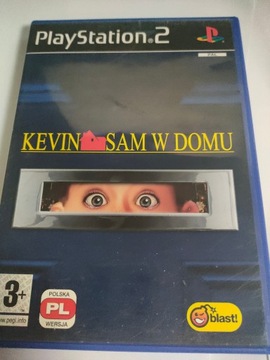 PlayStation 2
KEVIN SAM W DOMU
3+
www.pegi.info
POLSKA
PL
WERSJA
blast!